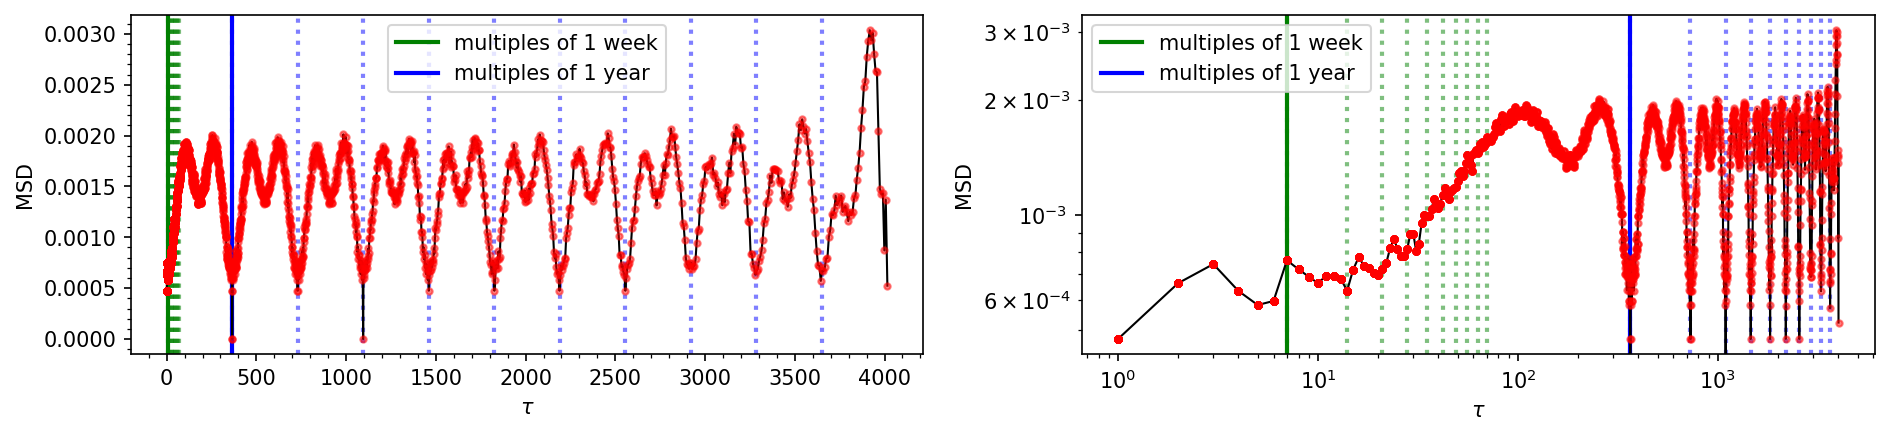 MSD
0.0030
0.0025
0.0020
0.0015
0.0010
0.0005
0.0000
multiples of 1 week
multiples of 1 year
0 500 1000 1500 2000 2500 3000 3500 4000
τ
MSD
3 × 10⁻³
2 × 10⁻³
10⁻³
6 × 10⁻⁴
multiples of 1 week
multiples of 1 year
10⁰ 10¹ 10² 10³
τ